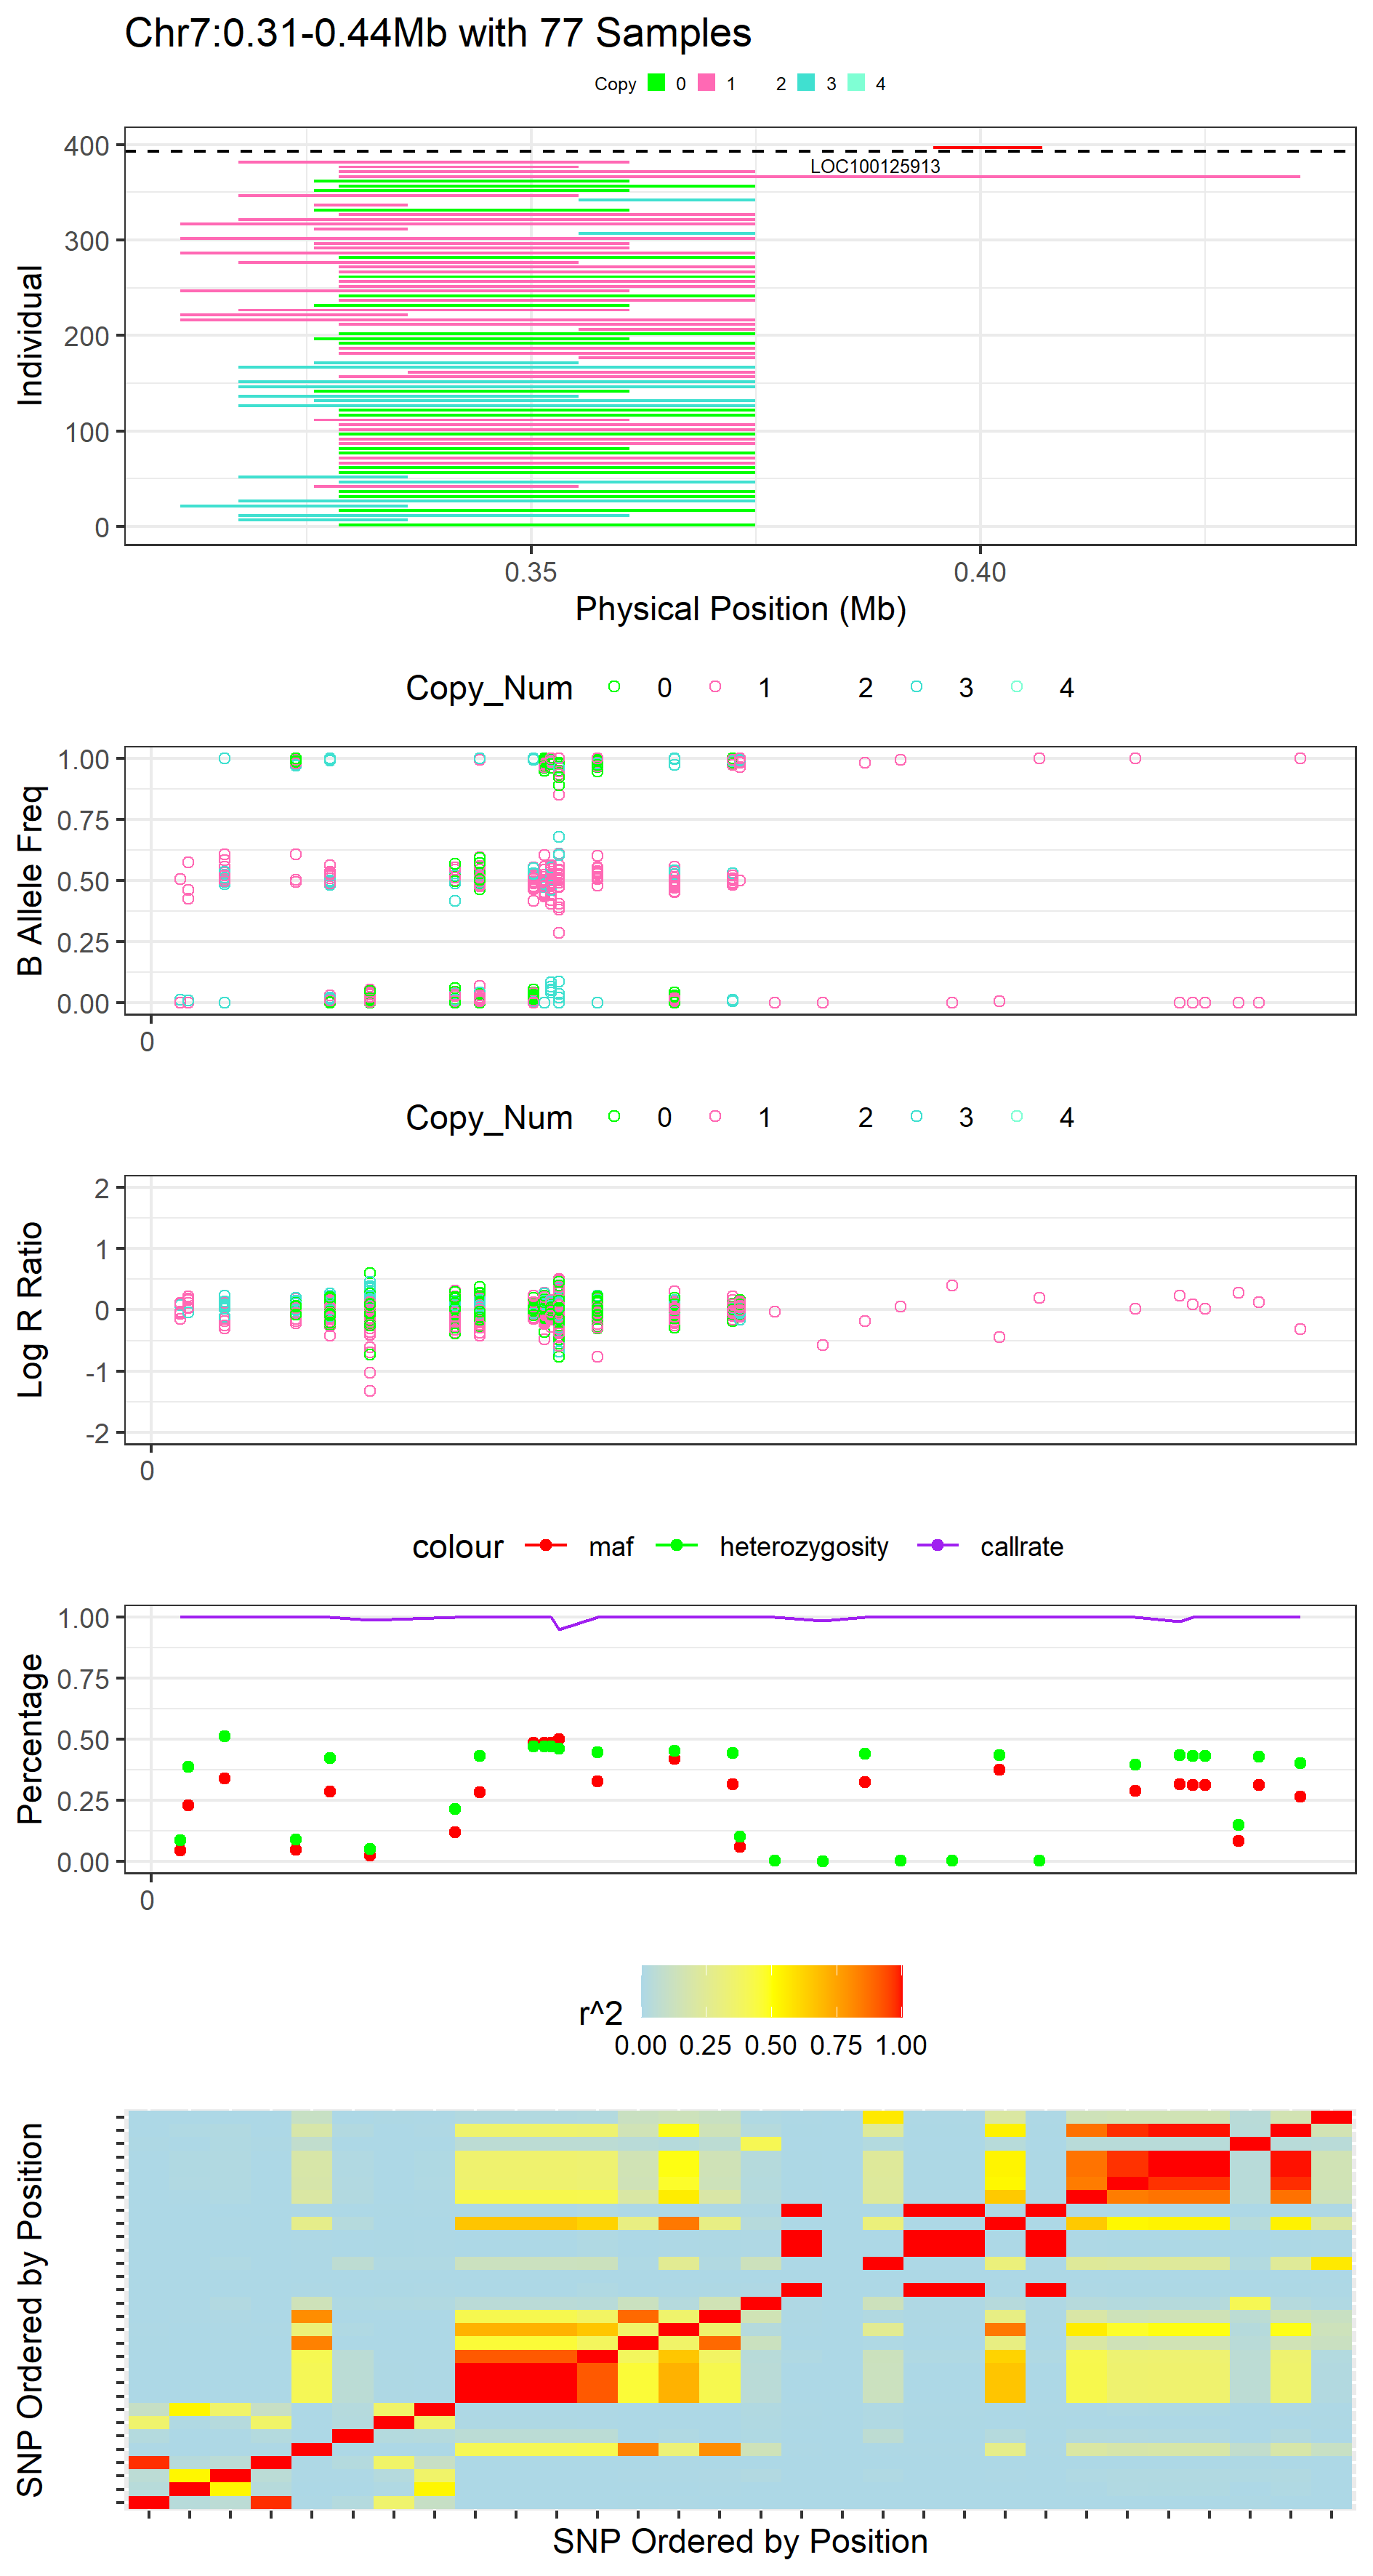 Chr7:0.31-0.44Mb with 77 Samples
Copy 0 1 2 3 4
400
300
200
100
0
Individual
LOC100125913
0.35 0.40
Physical Position (Mb)
Copy_Num 0 1 2 3 4
1.00
0.75
0.50
0.25
0.00
B Allele Freq
0
Copy_Num 0 1 2 3 4
2
1
0
-1
-2
Log R Ratio
0
colour maf heterozygosity callrate
1.00
0.75
0.50
0.25
0.00
Percentage
0
r^2
0.00 0.25 0.50 0.75 1.00
SNP Ordered by Position
SNP Ordered by Position